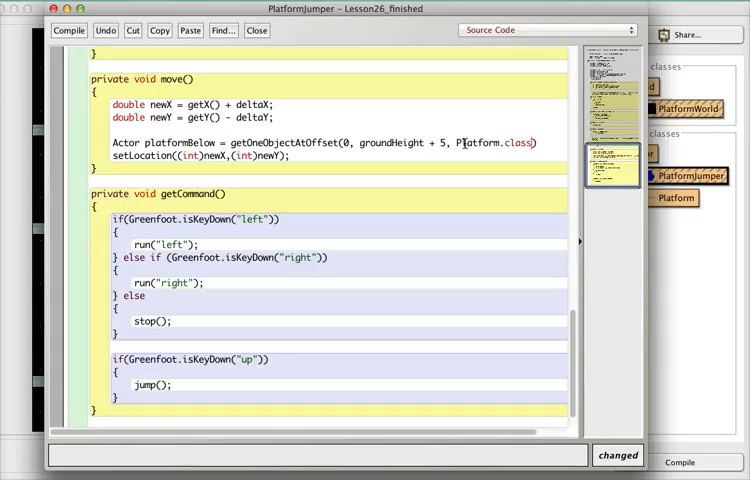 PlatformJumper - Lesson26_finished
Compile Undo Cut Copy Paste Find... Close Source Code
Share...
}
private void move()
{
double newX = getX() + deltaX;
double newY = getY() - deltaY;
Actor platformBelow = getOneObjectAtOffset(0, groundHeight + 5, Platform.class)
setLocation((int)newX,(int)newY);
}
private void getCommand()
{
if(Greenfoot.isKeyDown("left"))
{
run("left");
} else if (Greenfoot.isKeyDown("right"))
{
run("right");
} else
{
stop();
}
if(Greenfoot.isKeyDown("up"))
{
jump();
}
}
changed
classes
PlatformWorld
classes
PlatformJumper
Platform
Compile